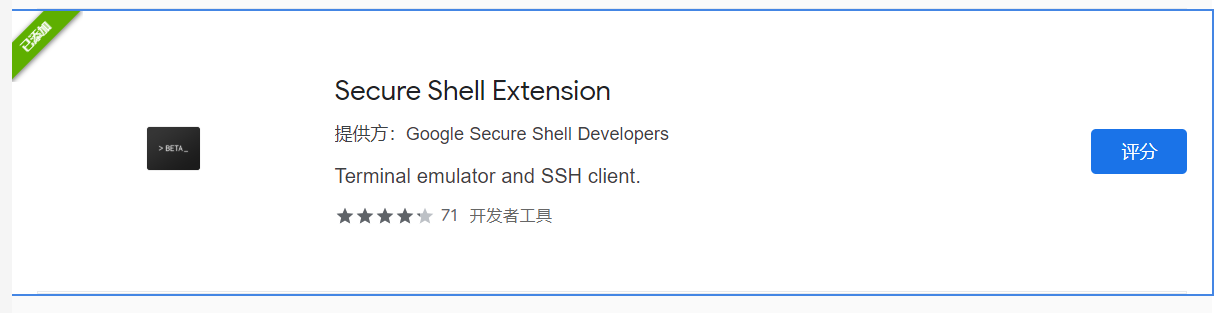 已添加
Secure Shell Extension
提供方：Google Secure Shell Developers
> BETA_
评分
Terminal emulator and SSH client.
71 开发者工具